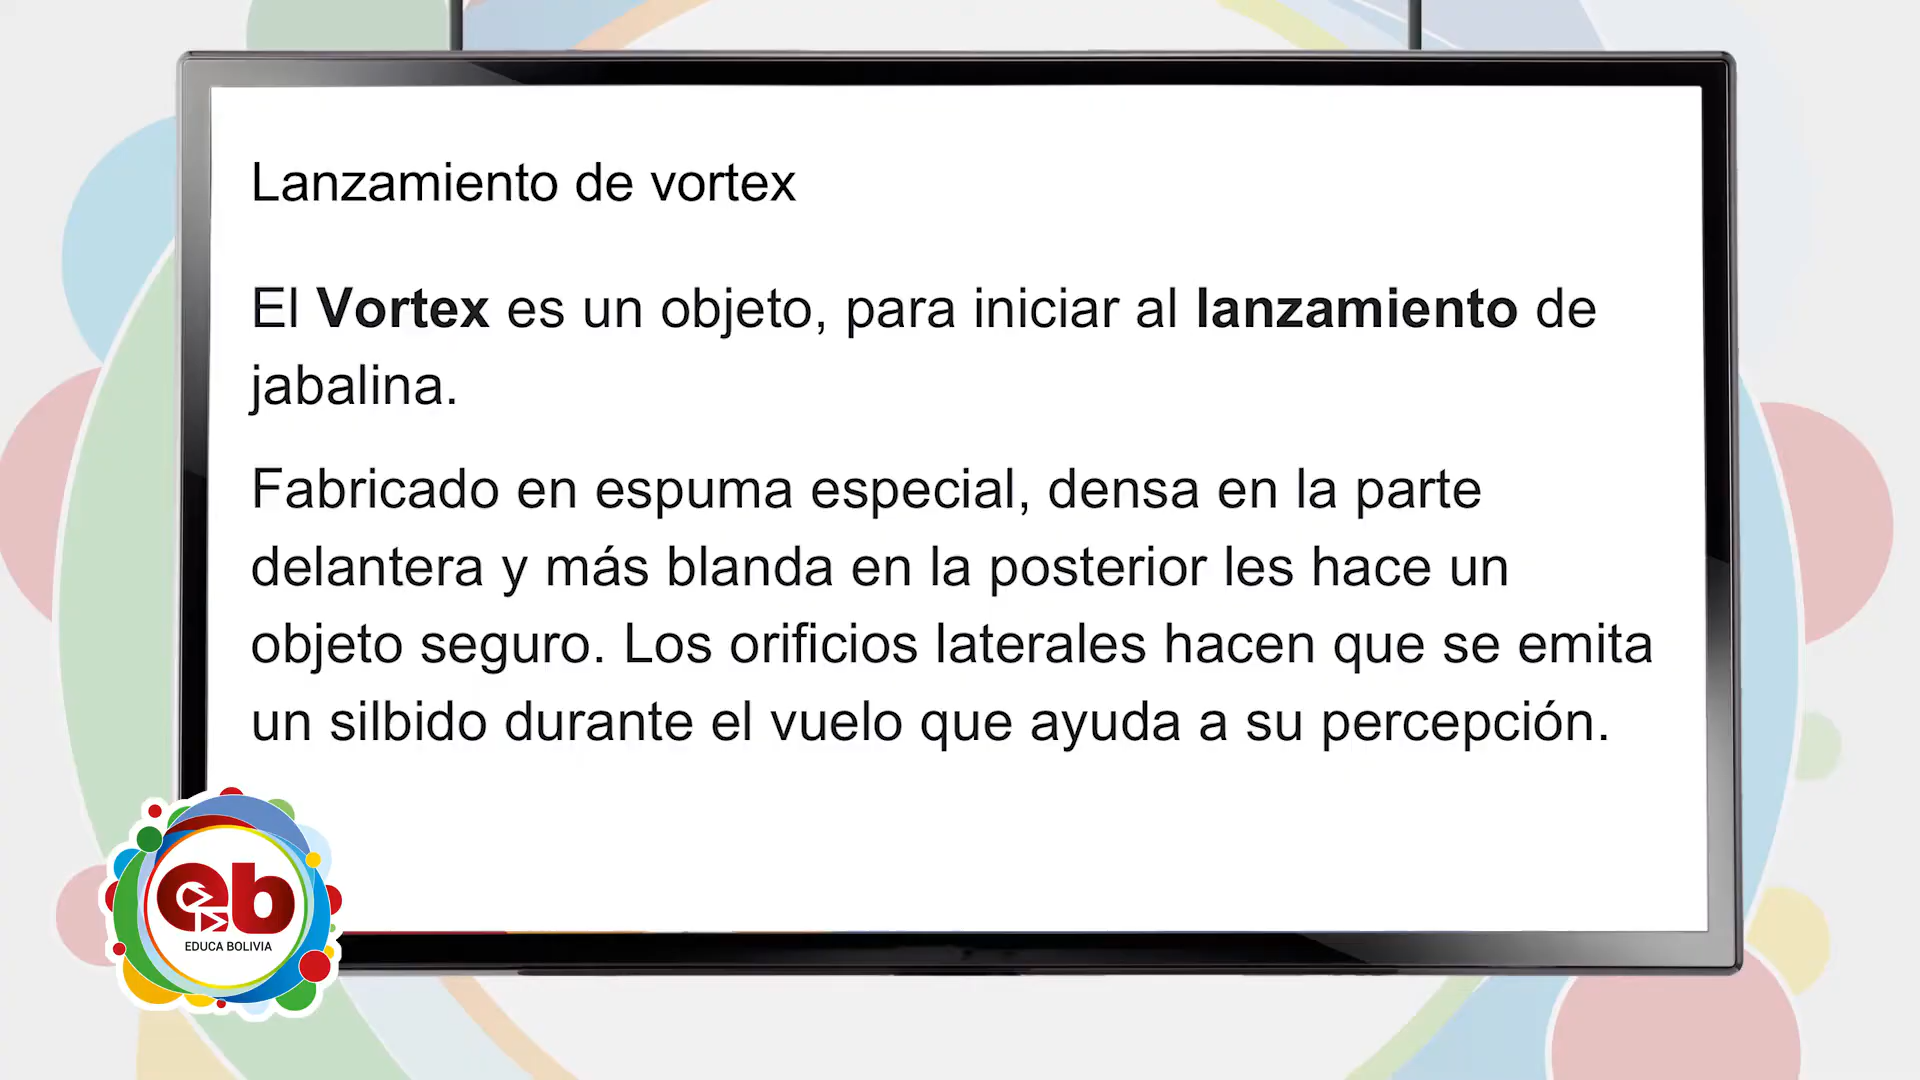 Lanzamiento de vortex
El Vortex es un objeto, para iniciar al lanzamiento de
jabalina.
Fabricado en espuma especial, densa en la parte
delantera y más blanda en la posterior les hace un
objeto seguro. Los orificios laterales hacen que se emita
un silbido durante el vuelo que ayuda a su percepción.
eb
EDUCA BOLIVIA